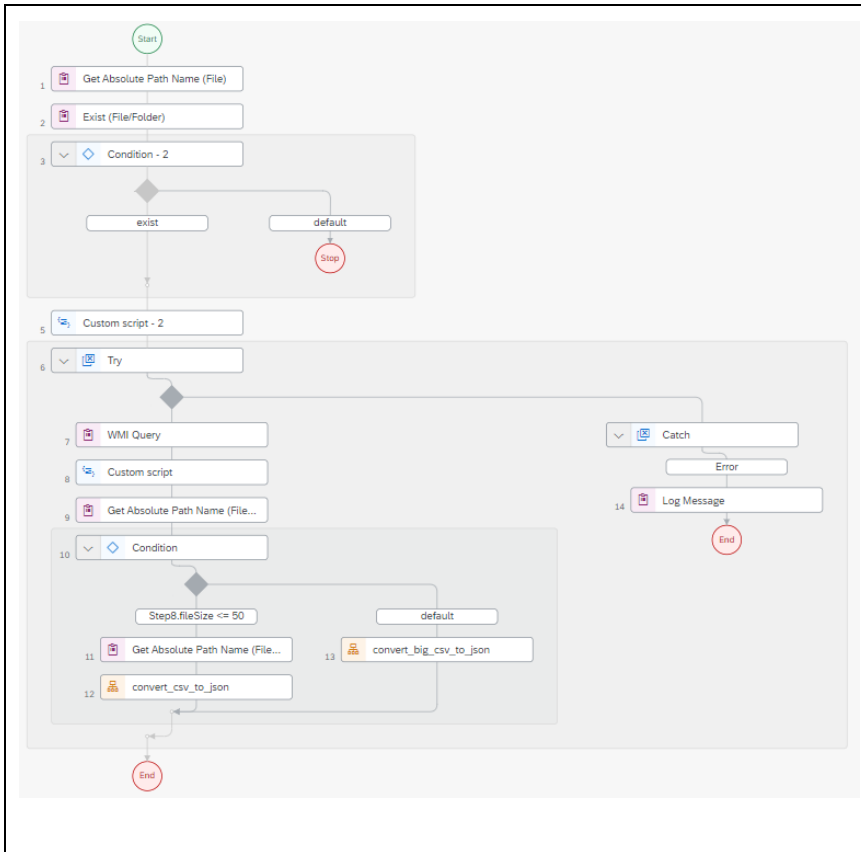 Start
1 Get Absolute Path Name (File)
2 Exist (File/Folder)
3 Condition - 2
exist default
Stop
5 Custom script - 2
6 Try
7 WMI Query Catch
8 Custom script Error
9 Get Absolute Path Name (File... 14 Log Message
End
10 Condition
Step8.fileSize <= 50 default
11 Get Absolute Path Name (File... 13 convert_big_csv_to_json
12 convert_csv_to_json
End